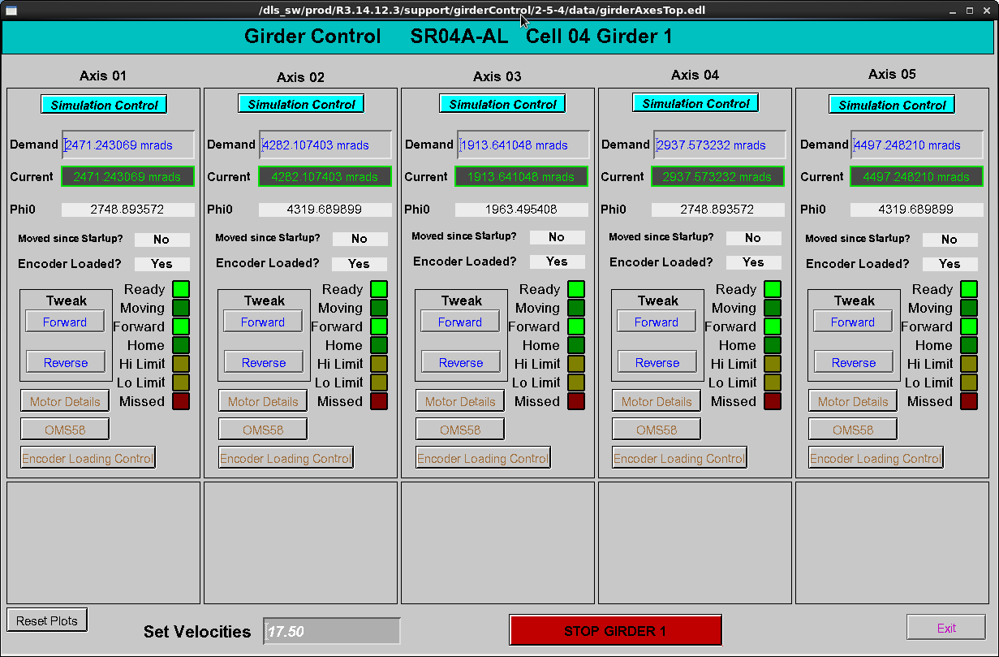 /dls_sw/prod/R3.14.12.3/support/girderControl/2-5-4/data/girderAxesTop.edl
Girder Control SR04A-AL Cell 04 Girder 1
Axis 01 Axis 02 Axis 03 Axis 04 Axis 05
Simulation Control Simulation Control Simulation Control Simulation Control Simulation Control
Demand 2471.243069 mrads Demand 4282.107403 mrads Demand 1913.641048 mrads Demand 2937.573232 mrads Demand 4497.248210 mrads
Current 2471.243069 mrads Current 4282.107403 mrads Current 1913.641048 mrads Current 2937.573232 mrads Current 4497.248210 mrads
Phi0 2748.893572 Phi0 4319.689899 Phi0 1963.495408 Phi0 2748.893572 Phi0 4319.689899
Moved since Startup? No Moved since Startup? No Moved since Startup? No Moved since Startup? No Moved since Startup? No
Encoder Loaded? Yes Encoder Loaded? Yes Encoder Loaded? Yes Encoder Loaded? Yes Encoder Loaded? Yes
Ready Ready Ready Ready Ready
Tweak Tweak Tweak Tweak Tweak
Moving Moving Moving Moving Moving
Forward Forward Forward Forward Forward Forward Forward Forward Forward Forward
Home Home Home Home Home
Reverse Hi Limit Reverse Hi Limit Reverse Hi Limit Reverse Hi Limit Reverse Hi Limit
Lo Limit Lo Limit Lo Limit Lo Limit Lo Limit
Motor Details Missed Motor Details Missed Motor Details Missed Motor Details Missed Motor Details Missed
OMS58 OMS58 OMS58 OMS58 OMS58
Encoder Loading Control Encoder Loading Control Encoder Loading Control Encoder Loading Control Encoder Loading Control
Reset Plots Set Velocities 17.50 STOP GIRDER 1 Exit